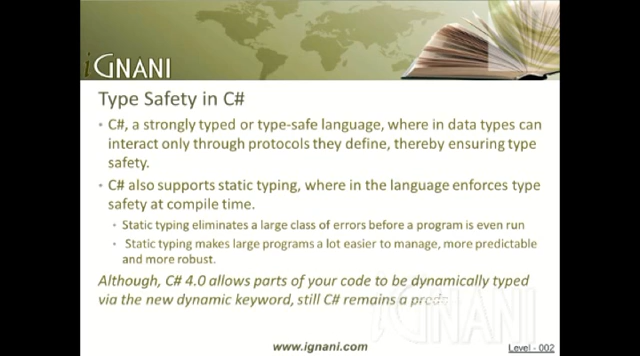 iGNANI
Type Safety in C#
• C#, a strongly typed or type-safe language, where in data types can
interact only through protocols they define, thereby ensuring type
safety.
• C# also supports static typing, where in the language enforces type
safety at compile time.
• Static typing eliminates a large class of errors before a program is even run
• Static typing makes large programs a lot easier to manage, more predictable
and more robust.
Although, C# 4.0 allows parts of your code to be dynamically typed
via the new dynamic keyword, still C# remains a
iGNANI
www.ignani.com
Level - 002